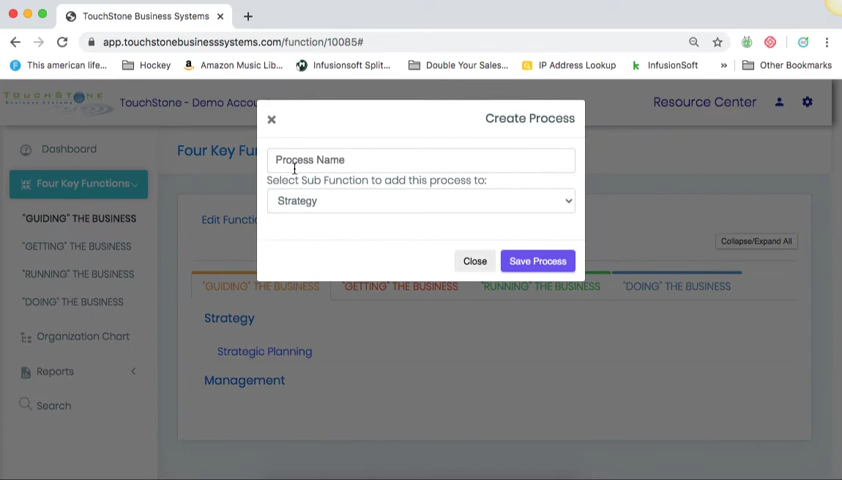 TouchStone Business Systems
app.touchstonebusinesssystems.com/function/10085#
This american life...
Hockey
Amazon Music Lib...
Infusionsoft Split...
Double Your Sales...
IP Address Lookup
InfusionSoft
Other Bookmarks
TOUCHSTONE
Business Systems
TouchStone - Demo Accou
Resource Center
Create Process
Process Name
Select Sub Function to add this process to:
Strategy
Close
Save Process
Dashboard
Four Key Functions
"GUIDING" THE BUSINESS
"GETTING" THE BUSINESS
"RUNNING" THE BUSINESS
"DOING" THE BUSINESS
Organization Chart
Reports
Search
Four Key Fu
Edit Functio
Collapse/Expand All
"GUIDING" THE BUSINESS
"GETTING" THE BUSINESS
"RUNNING" THE BUSINESS
"DOING" THE BUSINESS
Strategy
Strategic Planning
Management